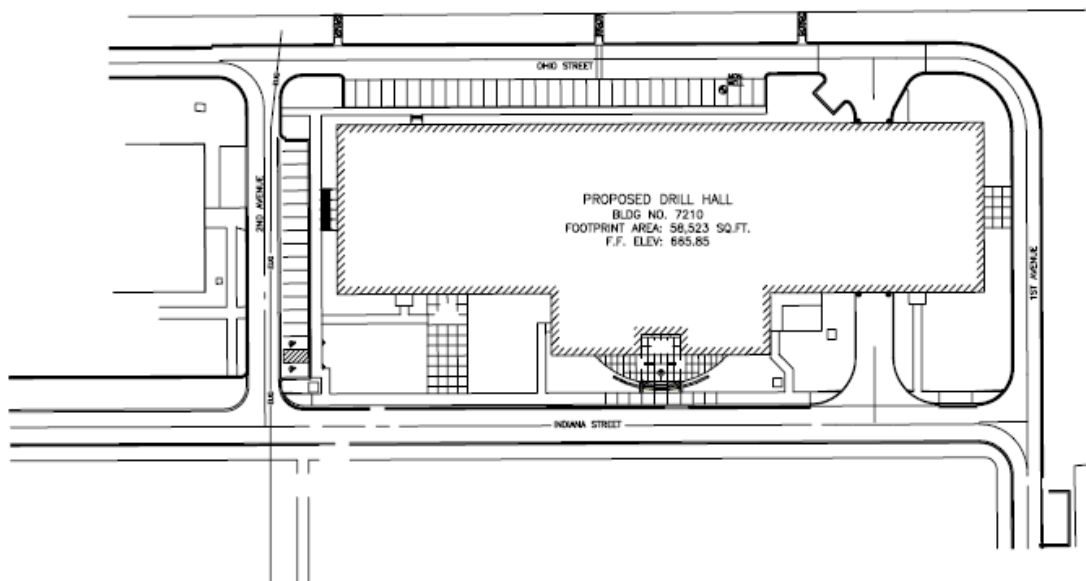 OHIO STREET
2ND AVENUE
PROPOSED DRILL HALL
BLDG NO. 7210
FOOTPRINT AREA: 58,523 SQ.FT.
F.F. ELEV: 665.85
1ST AVENUE
INDIANA STREET